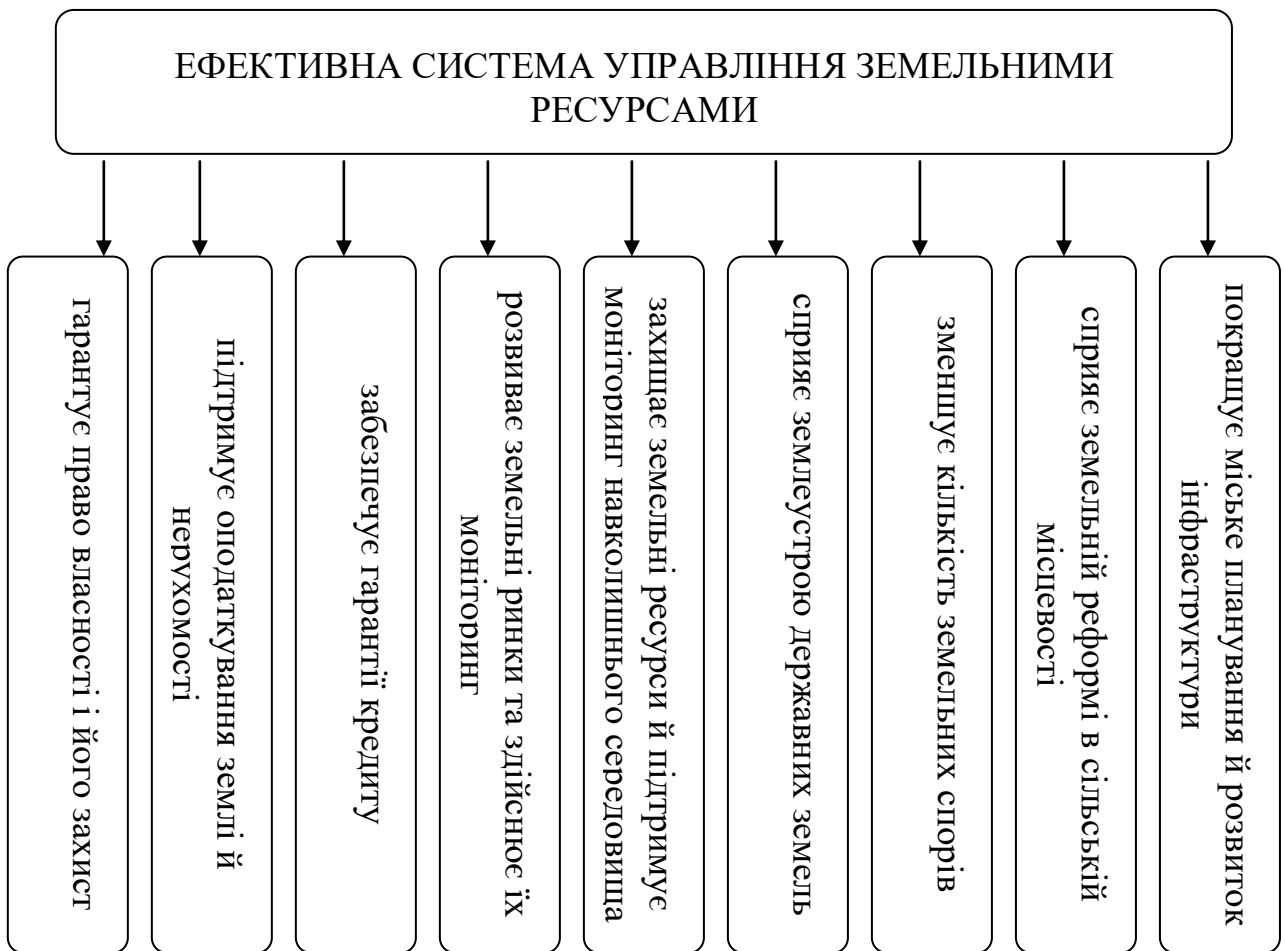 ЕФЕКТИВНА СИСТЕМА УПРАВЛІННЯ ЗЕМЕЛЬНИМИ
РЕСУРСАМИ
гарантує право власності і його захист
підтримує оподаткування землі й
нерухомості
забезпечує гарантії кредиту
розвиває земельні ринки та здійснює їх
моніторинг
захищає земельні ресурси й підтримує
моніторинг навколишнього середовища
сприяє землеустрою державних земель
зменшує кількість земельних спорів
сприяє земельній реформі в сільській
місцевості
покращує міське планування й розвиток
інфраструктури